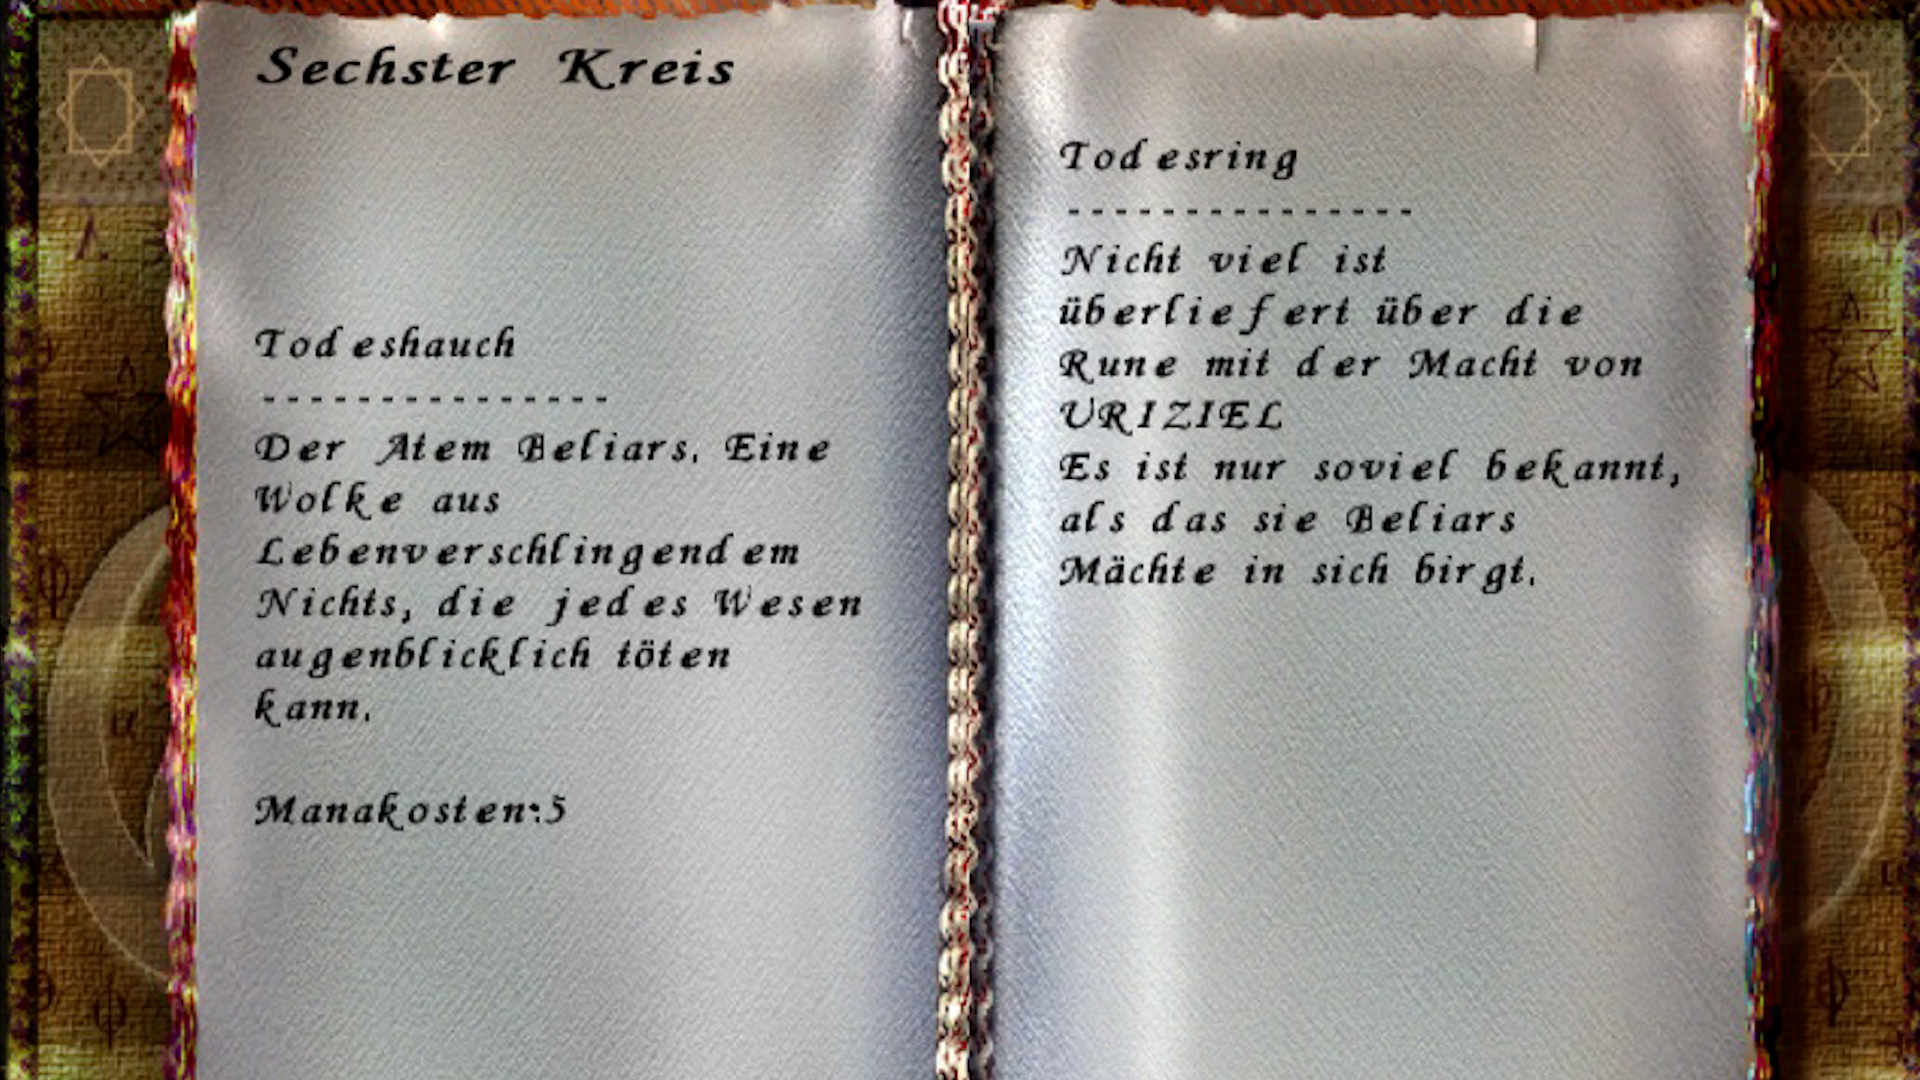 Sechster Kreis
Todeshauch
---------------
Der Atem Beliars. Eine
Wolke aus
Lebenverschlingendem
Nichts, die jedes Wesen
augenblicklich töten
kann.
Manakosten:5
Todesring
---------------
Nicht viel ist
überliefert über die
Rune mit der Macht von
URIZIEL
Es ist nur soviel bekannt,
als das sie Beliars
Mächte in sich birgt.